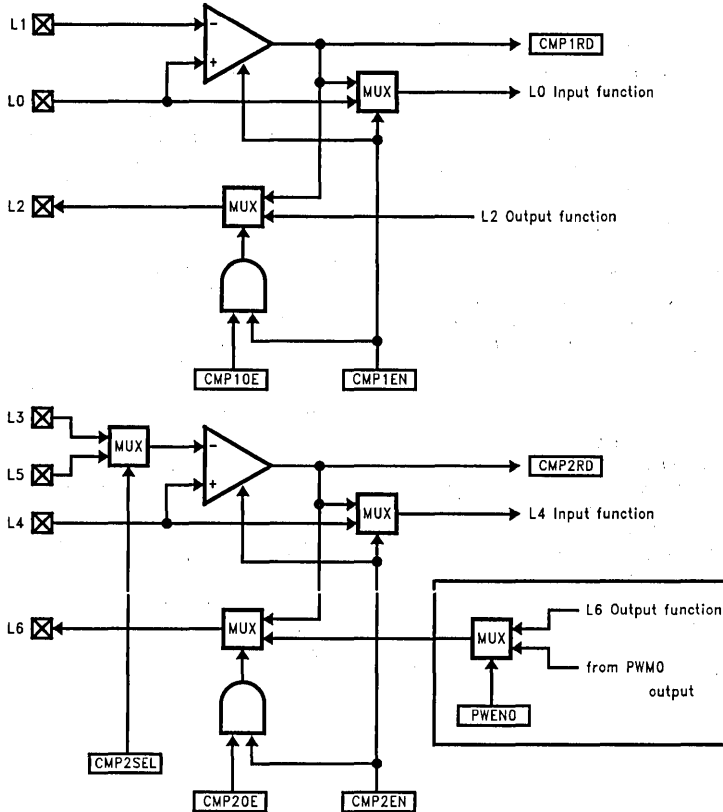 L1
-
CMP1RD
+
MUX
L0
L0 Input function
L2
MUX
L2 Output function
CMP1OE
CMP1EN
L3
MUX
-
L5
CMP2RD
+
MUX
L4
L4 Input function
L6
MUX
L6 Output function
MUX
from PWM0
output
PWEN0
CMP2SEL
CMP2OE
CMP2EN